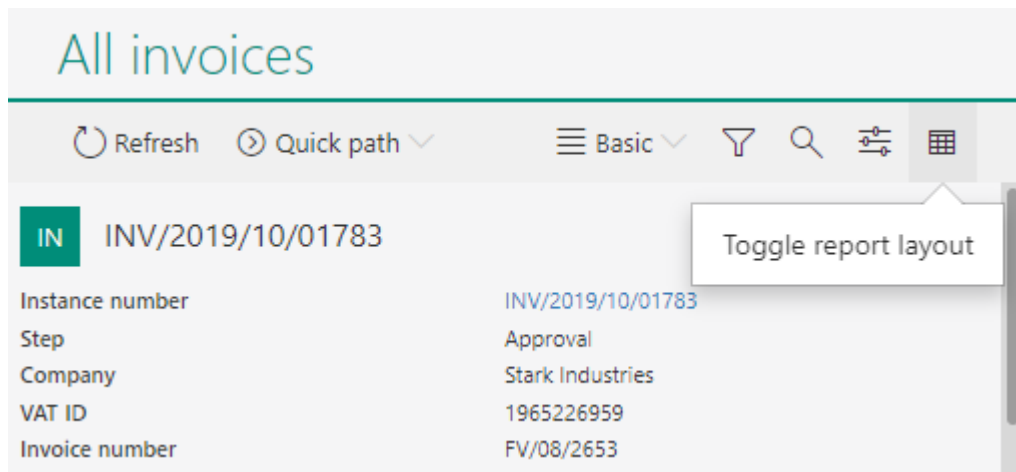 All invoices
Refresh Quick path Basic
Toggle report layout
IN INV/2019/10/01783
Instance number INV/2019/10/01783
Step Approval
Company Stark Industries
VAT ID 1965226959
Invoice number FV/08/2653